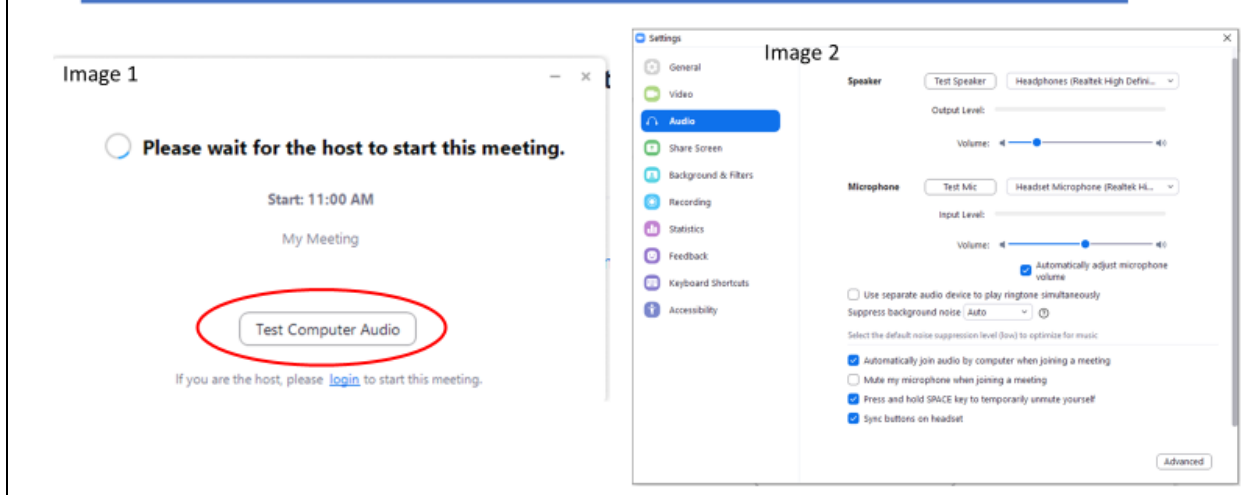 Image 1
Please wait for the host to start this meeting.
Start: 11:00 AM
My Meeting
Test Computer Audio
If you are the host, please login to start this meeting.
Settings
Image 2
General
Video
Audio
Share Screen
Background & Filters
Recording
Statistics
Feedback
Keyboard Shortcuts
Accessibility
Speaker Test Speaker Headphones (Realtek High Defini...
Output Level:
Volume:
Microphone Test Mic Headset Microphone (Realtek Hi...
Input Level:
Volume:
Automatically adjust microphone
volume
Use separate audio device to play ringtone simultaneously
Suppress background noise Auto
Select the default noise suppression level (low) to optimize for music
Automatically join audio by computer when joining a meeting
Mute my microphone when joining a meeting
Press and hold SPACE key to temporarily unmute yourself
Sync buttons on headset
Advanced